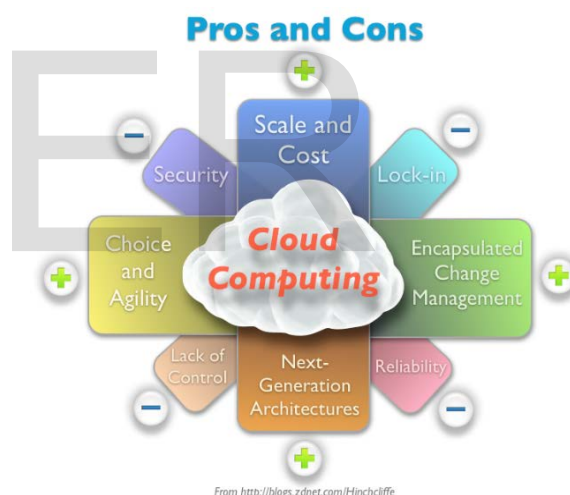 Pros and Cons
ER
Scale and
Cost
Security
Lock-in
Choice
and
Agility
Cloud
Computing
Encapsulated
Change
Management
Lack of
Control
Next-
Generation
Architectures
Reliability
From http://blogs.zdnet.com/Hinchcliffe